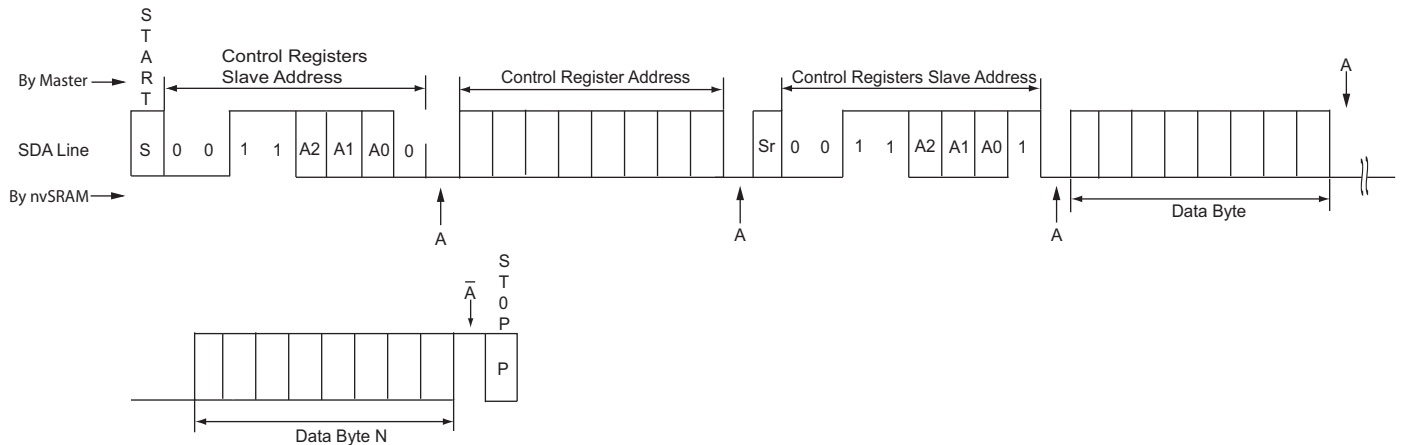 START
Control Registers
Slave Address
By Master
Control Register Address
Control Registers Slave Address
A
SDA Line
S 0 0 1 1 A2 A1 A0 0
Sr 0 0 1 1 A2 A1 A0 1
By nvSRAM
A
A
A
Data Byte
A̅
ST0P
P
Data Byte N